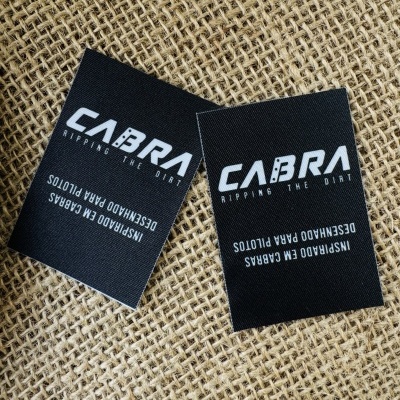 CABRA
RIPPING THE DIRT
INSPIRADO EM CABRAS
DESENHADO PARA PILOTOS
CABRA
RIPPING THE DIRT
INSPIRADO EM CABRAS
DESENHADO PARA PILOTOS